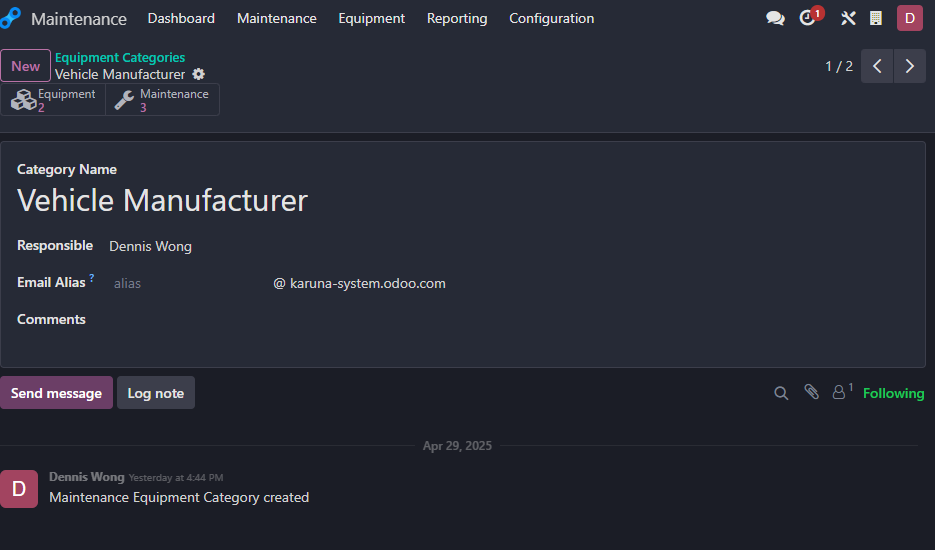 Maintenance Dashboard Maintenance Equipment Reporting Configuration 1 D
New Equipment Categories
Vehicle Manufacturer 1 / 2
Equipment 2 Maintenance 3
Category Name
Vehicle Manufacturer
Responsible Dennis Wong
Email Alias ? alias @ karuna-system.odoo.com
Comments
Send message Log note 1 Following
Apr 29, 2025
D Dennis Wong Yesterday at 4:44 PM
Maintenance Equipment Category created